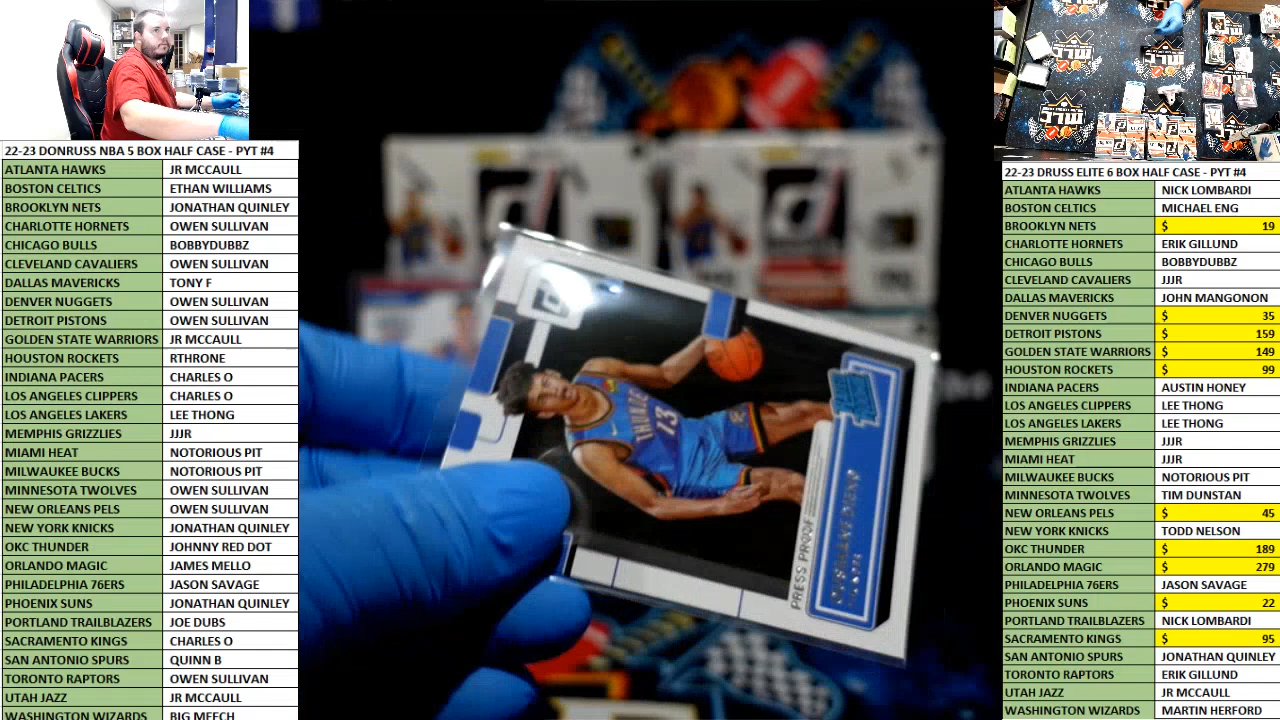 22-23 DONRUSS NBA 5 BOX HALF CASE - PYT #4
ATLANTA HAWKS JR MCCAULL
BOSTON CELTICS ETHAN WILLIAMS
BROOKLYN NETS JONATHAN QUINLEY
CHARLOTTE HORNETS OWEN SULLIVAN
CHICAGO BULLS BOBBYDUBBZ
CLEVELAND CAVALIERS OWEN SULLIVAN
DALLAS MAVERICKS TONY F
DENVER NUGGETS OWEN SULLIVAN
DETROIT PISTONS OWEN SULLIVAN
GOLDEN STATE WARRIORS JR MCCAULL
HOUSTON ROCKETS RTHRONE
INDIANA PACERS CHARLES O
LOS ANGELES CLIPPERS CHARLES O
LOS ANGELES LAKERS LEE THONG
MEMPHIS GRIZZLIES JJJR
MIAMI HEAT NOTORIOUS PIT
MILWAUKEE BUCKS NOTORIOUS PIT
MINNESOTA TWOLVES OWEN SULLIVAN
NEW ORLEANS PELS OWEN SULLIVAN
NEW YORK KNICKS JONATHAN QUINLEY
OKC THUNDER JOHNNY RED DOT
ORLANDO MAGIC JAMES MELLO
PHILADELPHIA 76ERS JASON SAVAGE
PHOENIX SUNS JONATHAN QUINLEY
PORTLAND TRAILBLAZERS JOE DUBS
SACRAMENTO KINGS CHARLES O
SAN ANTONIO SPURS QUINN B
TORONTO RAPTORS OWEN SULLIVAN
UTAH JAZZ JR MCCAULL
WASHINGTON WIZARDS BIG MEECH
THUNDER
13
PRESS PROOF
22-23 DRUSS ELITE 6 BOX HALF CASE - PYT #4
ATLANTA HAWKS NICK LOMBARDI
BOSTON CELTICS MICHAEL ENG
BROOKLYN NETS $ 19
CHARLOTTE HORNETS ERIK GILLUND
CHICAGO BULLS BOBBYDUBBZ
CLEVELAND CAVALIERS JJJR
DALLAS MAVERICKS JOHN MANGONON
DENVER NUGGETS $ 35
DETROIT PISTONS $ 159
GOLDEN STATE WARRIORS $ 149
HOUSTON ROCKETS $ 99
INDIANA PACERS AUSTIN HONEY
LOS ANGELES CLIPPERS LEE THONG
LOS ANGELES LAKERS LEE THONG
MEMPHIS GRIZZLIES JJJR
MIAMI HEAT JJJR
MILWAUKEE BUCKS NOTORIOUS PIT
MINNESOTA TWOLVES TIM DUNSTAN
NEW ORLEANS PELS $ 45
NEW YORK KNICKS TODD NELSON
OKC THUNDER $ 189
ORLANDO MAGIC $ 279
PHILADELPHIA 76ERS JASON SAVAGE
PHOENIX SUNS $ 22
PORTLAND TRAILBLAZERS NICK LOMBARDI
SACRAMENTO KINGS $ 95
SAN ANTONIO SPURS JONATHAN QUINLEY
TORONTO RAPTORS ERIK GILLUND
UTAH JAZZ JR MCCAULL
WASHINGTON WIZARDS MARTIN HERFORD